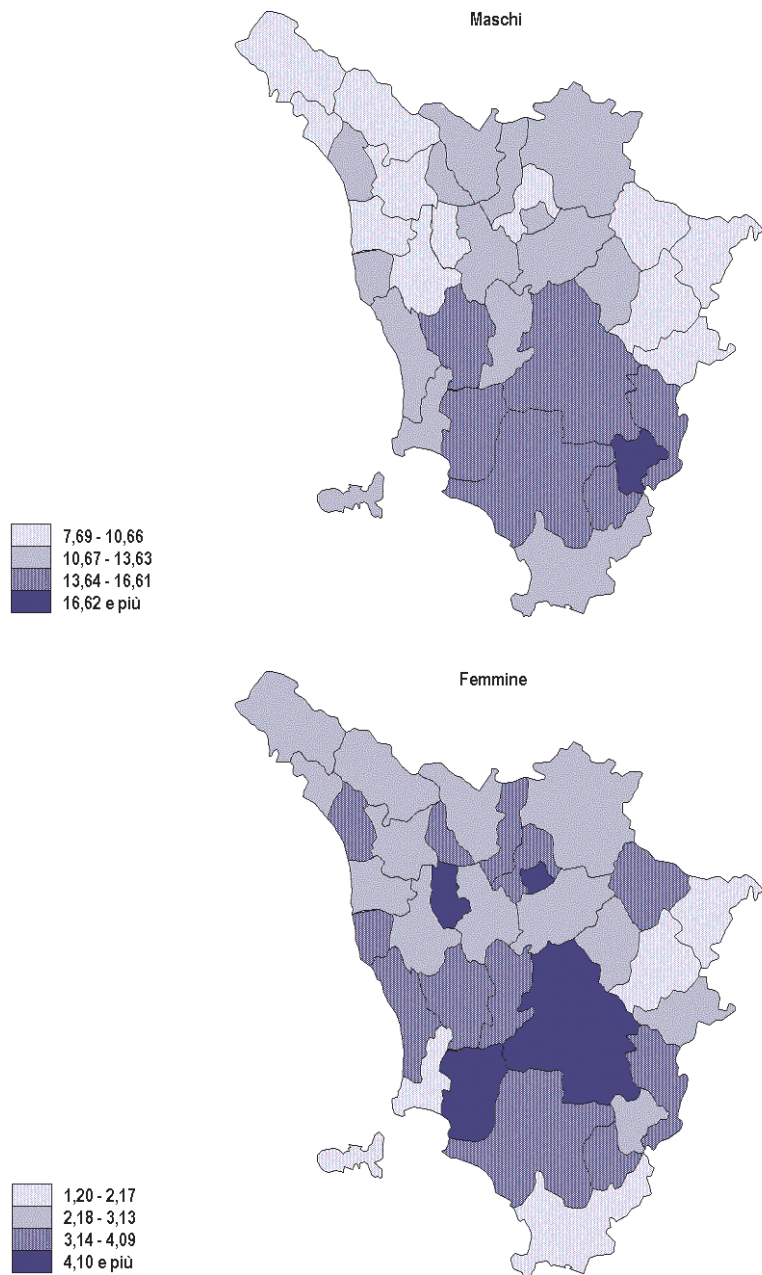 Maschi
7,69 - 10,66
10,67 - 13,63
13,64 - 16,61
16,62 e più
Femmine
1,20 - 2,17
2,18 - 3,13
3,14 - 4,09
4,10 e più